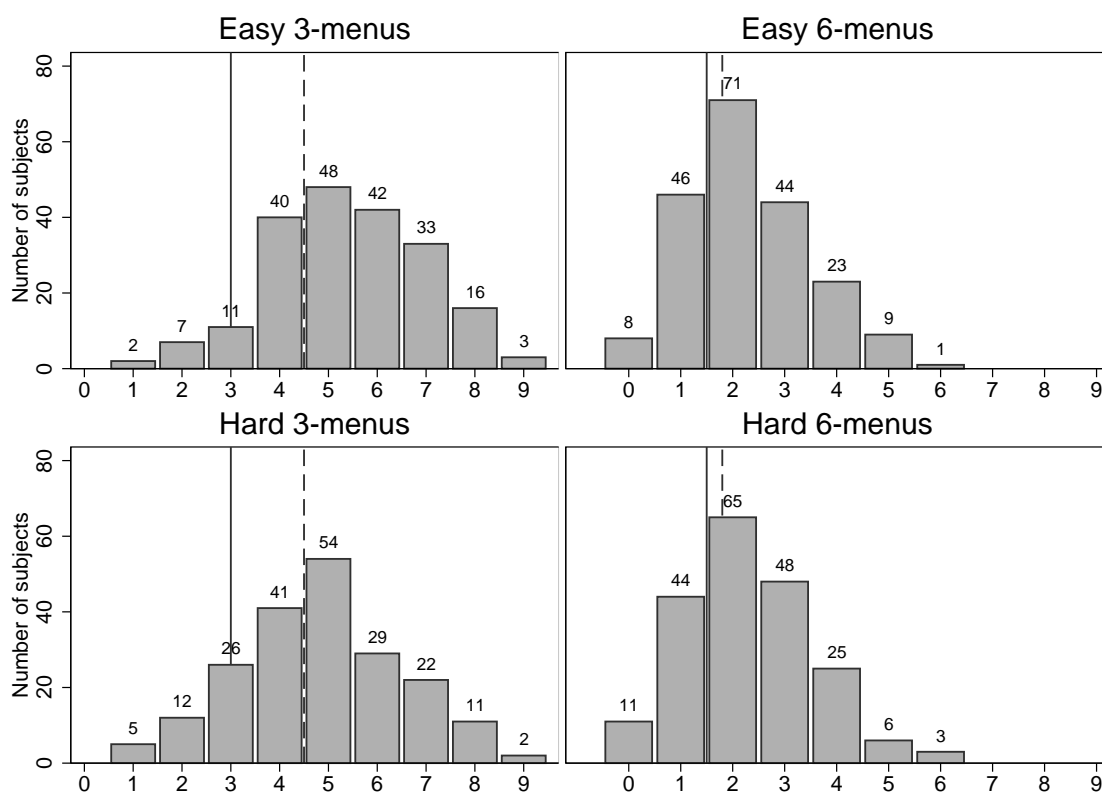 Easy 3-menus
Easy 6-menus
Number of subjects
0 20 40 60 80
2 7 11 40 48 42 33 16 3
0 1 2 3 4 5 6 7 8 9
8 46 71 44 23 9 1
0 1 2 3 4 5 6 7 8 9
Hard 3-menus
Hard 6-menus
Number of subjects
0 20 40 60 80
5 12 26 41 54 29 22 11 2
0 1 2 3 4 5 6 7 8 9
11 44 65 48 25 6 3
0 1 2 3 4 5 6 7 8 9